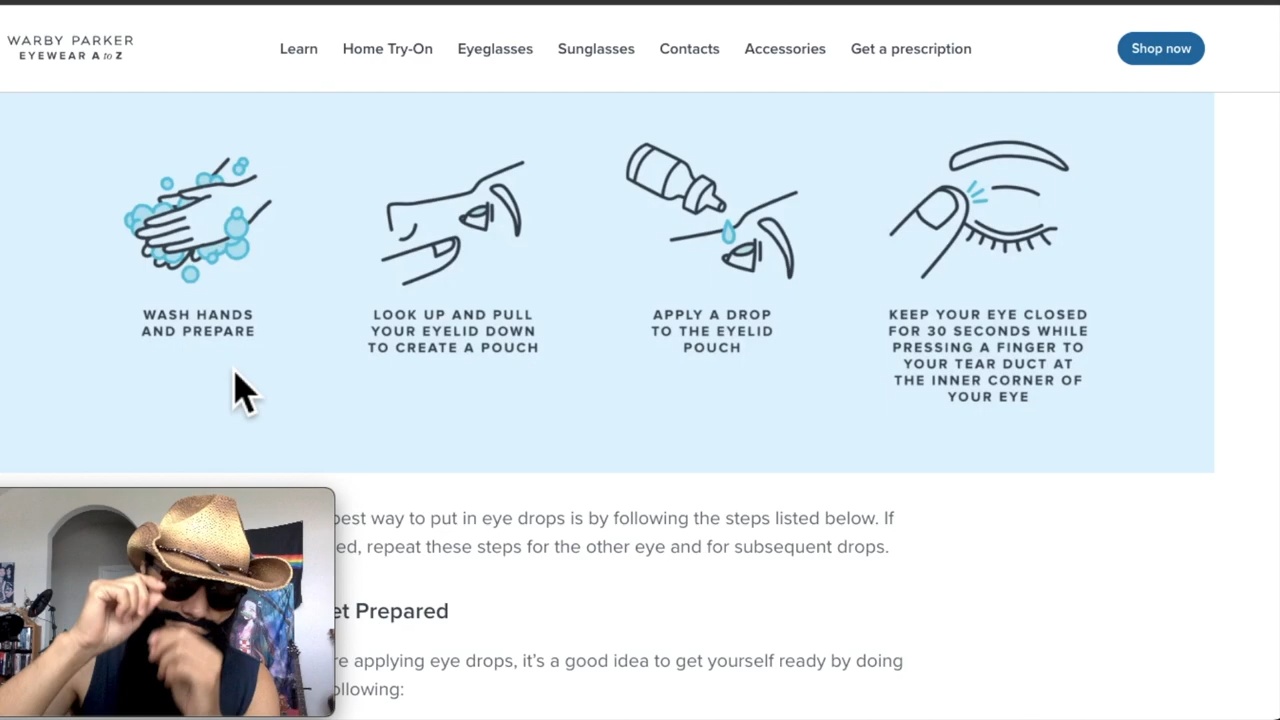 WARBY PARKER
EYEWEAR A to Z
Learn
Home Try-On
Eyeglasses
Sunglasses
Contacts
Accessories
Get a prescription
Shop now
WASH HANDS
AND PREPARE
LOOK UP AND PULL
YOUR EYELID DOWN
TO CREATE A POUCH
APPLY A DROP
TO THE EYELID
POUCH
KEEP YOUR EYE CLOSED
FOR 30 SECONDS WHILE
PRESSING A FINGER TO
YOUR TEAR DUCT AT
THE INNER CORNER OF
YOUR EYE
best way to put in eye drops is by following the steps listed below. If
ed, repeat these steps for the other eye and for subsequent drops.
et Prepared
re applying eye drops, it’s a good idea to get yourself ready by doing
ollowing: